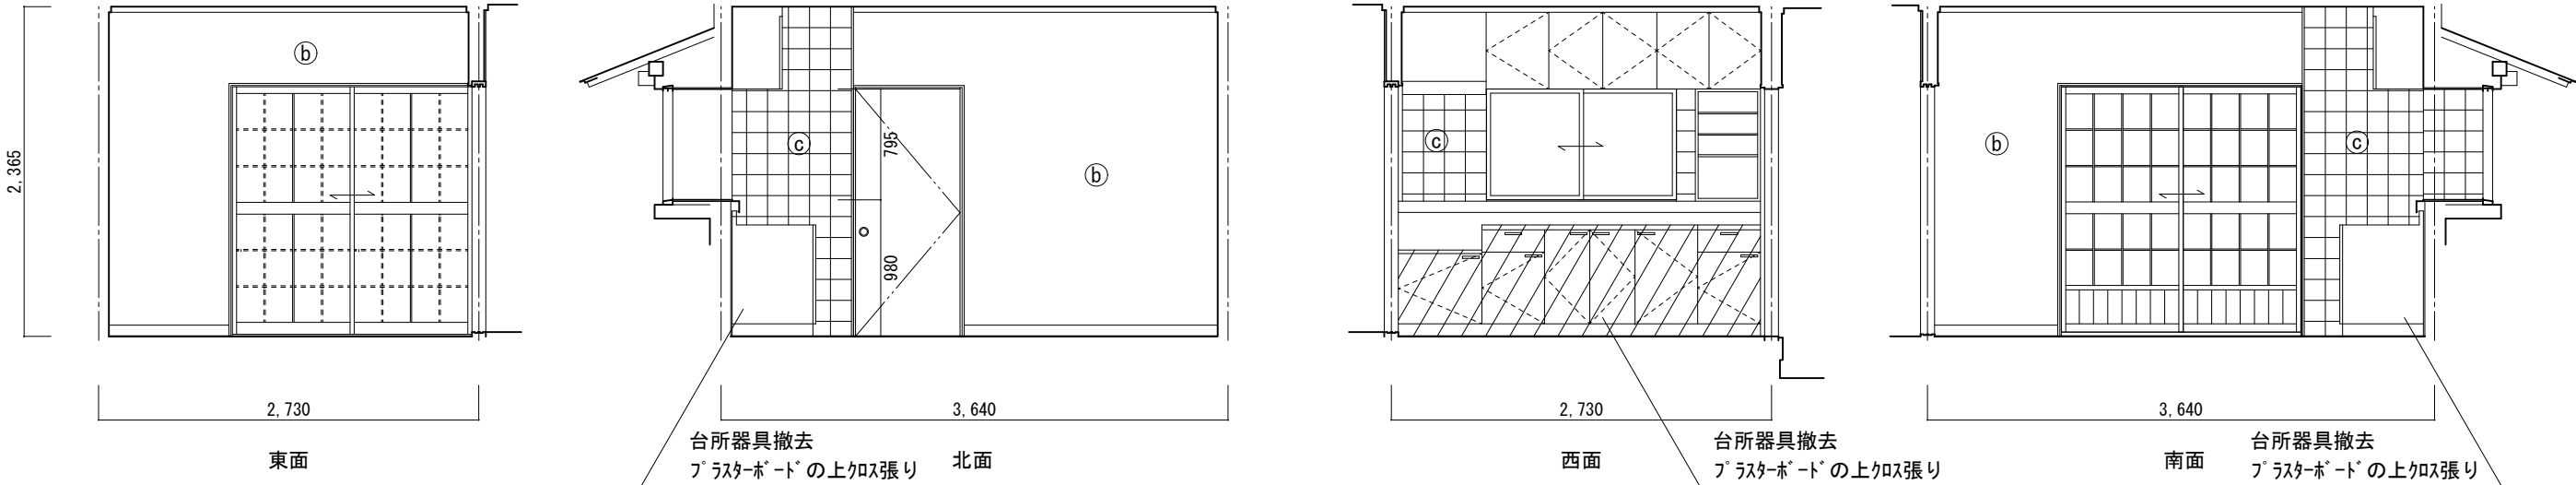 2,365
ⓑ
2,730
東面
ⓒ
795
980
ⓑ
3,640
台所器具撤去
プラスターボードの上クロス張り
北面
ⓒ
2,730
西面
台所器具撤去
プラスターボードの上クロス張り
ⓑ
ⓒ
3,640
南面
台所器具撤去
プラスターボードの上クロス張り